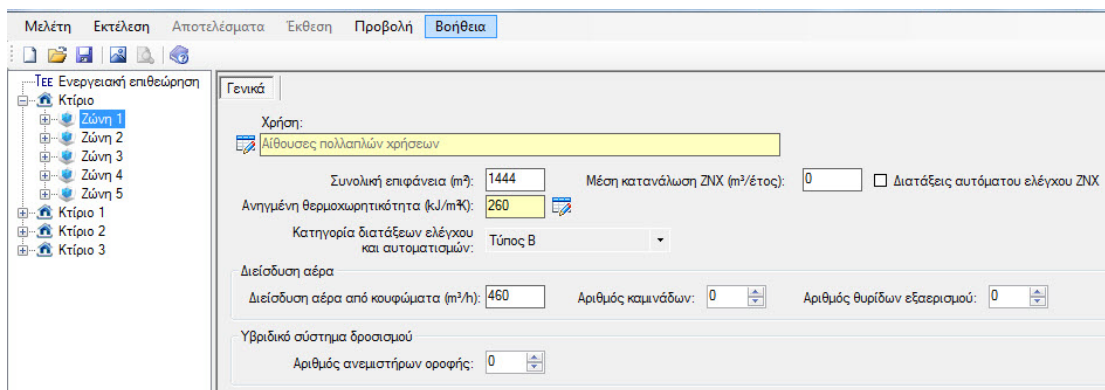 Μελέτη Εκτέλεση Αποτελέσματα Έκθεση Προβολή Βοήθεια
ΤΕΕ Ενεργειακή επιθεώρηση
Κτίριο
Ζώνη 1
Ζώνη 2
Ζώνη 3
Ζώνη 4
Ζώνη 5
Κτίριο 1
Κτίριο 2
Κτίριο 3
Γενικά
Χρήση:
Αίθουσες πολλαπλών χρήσεων
Συνολική επιφάνεια (m²): 1444 Μέση κατανάλωση ΖΝΧ (m³/έτος): 0 Διατάξεις αυτόματου ελέγχου ΖΝΧ
Ανηγμένη θερμοχωρητικότητα (kJ/m²K): 260
Κατηγορία διατάξεων ελέγχου
και αυτοματισμών: Τύπος Β
Διείσδυση αέρα
Διείσδυση αέρα από κουφώματα (m³/h): 460 Αριθμός καμινάδων: 0 Αριθμός θυρίδων εξαερισμού: 0
Υβριδικό σύστημα δροσισμού
Αριθμός ανεμιστήρων οροφής: 0